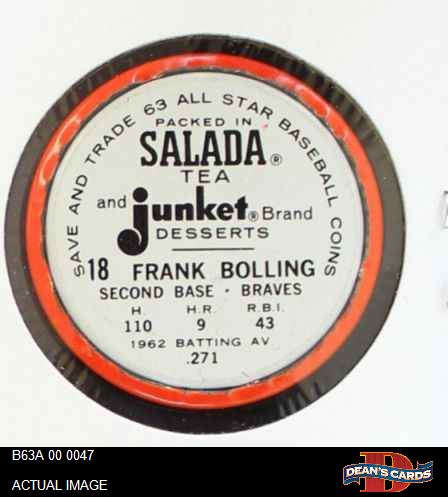 SAVE AND TRADE 63 ALL STAR BASEBALL COINS
PACKED IN
SALADA®
TEA
and junket® Brand
DESSERTS
18 FRANK BOLLING
SECOND BASE · BRAVES
H. H.R. R.B.I.
110 9 43
1962 BATTING AV
.271
B63A 00 0047
ACTUAL IMAGE
D
DEAN'S CARDS